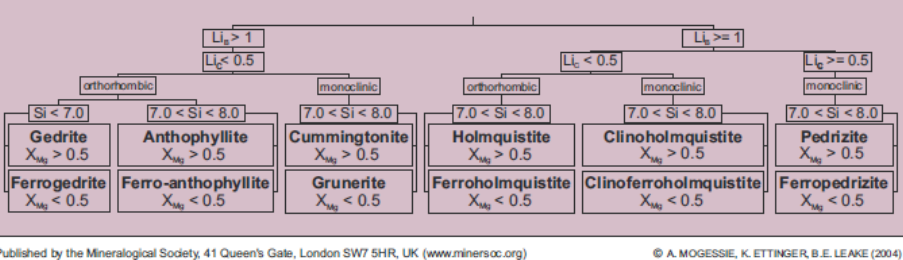 Li_B > 1 Li_B >= 1
Li_C < 0.5 Li_C < 0.5 Li_C >= 0.5
orthorhombic monoclinic orthorhombic monoclinic monoclinic
Si < 7.0 7.0 < Si < 8.0 7.0 < Si < 8.0 7.0 < Si < 8.0 7.0 < Si < 8.0 7.0 < Si < 8.0
Gedrite Anthophyllite Cummingtonite Holmquistite Clinoholmquistite Pedrizite
X_Mg > 0.5 X_Mg > 0.5 X_Mg > 0.5 X_Mg > 0.5 X_Mg > 0.5 X_Mg > 0.5
Ferrogedrite Ferro-anthophyllite Grunerite Ferroholmquistite Clinoferroholmquistite Ferropedrizite
X_Mg < 0.5 X_Mg < 0.5 X_Mg < 0.5 X_Mg < 0.5 X_Mg < 0.5 X_Mg < 0.5
Published by the Mineralogical Society, 41 Queen's Gate, London SW7 5HR, UK (www.minersoc.org) © A. MOGESSIE, K. ETTINGER, B.E. LEAKE (2004)